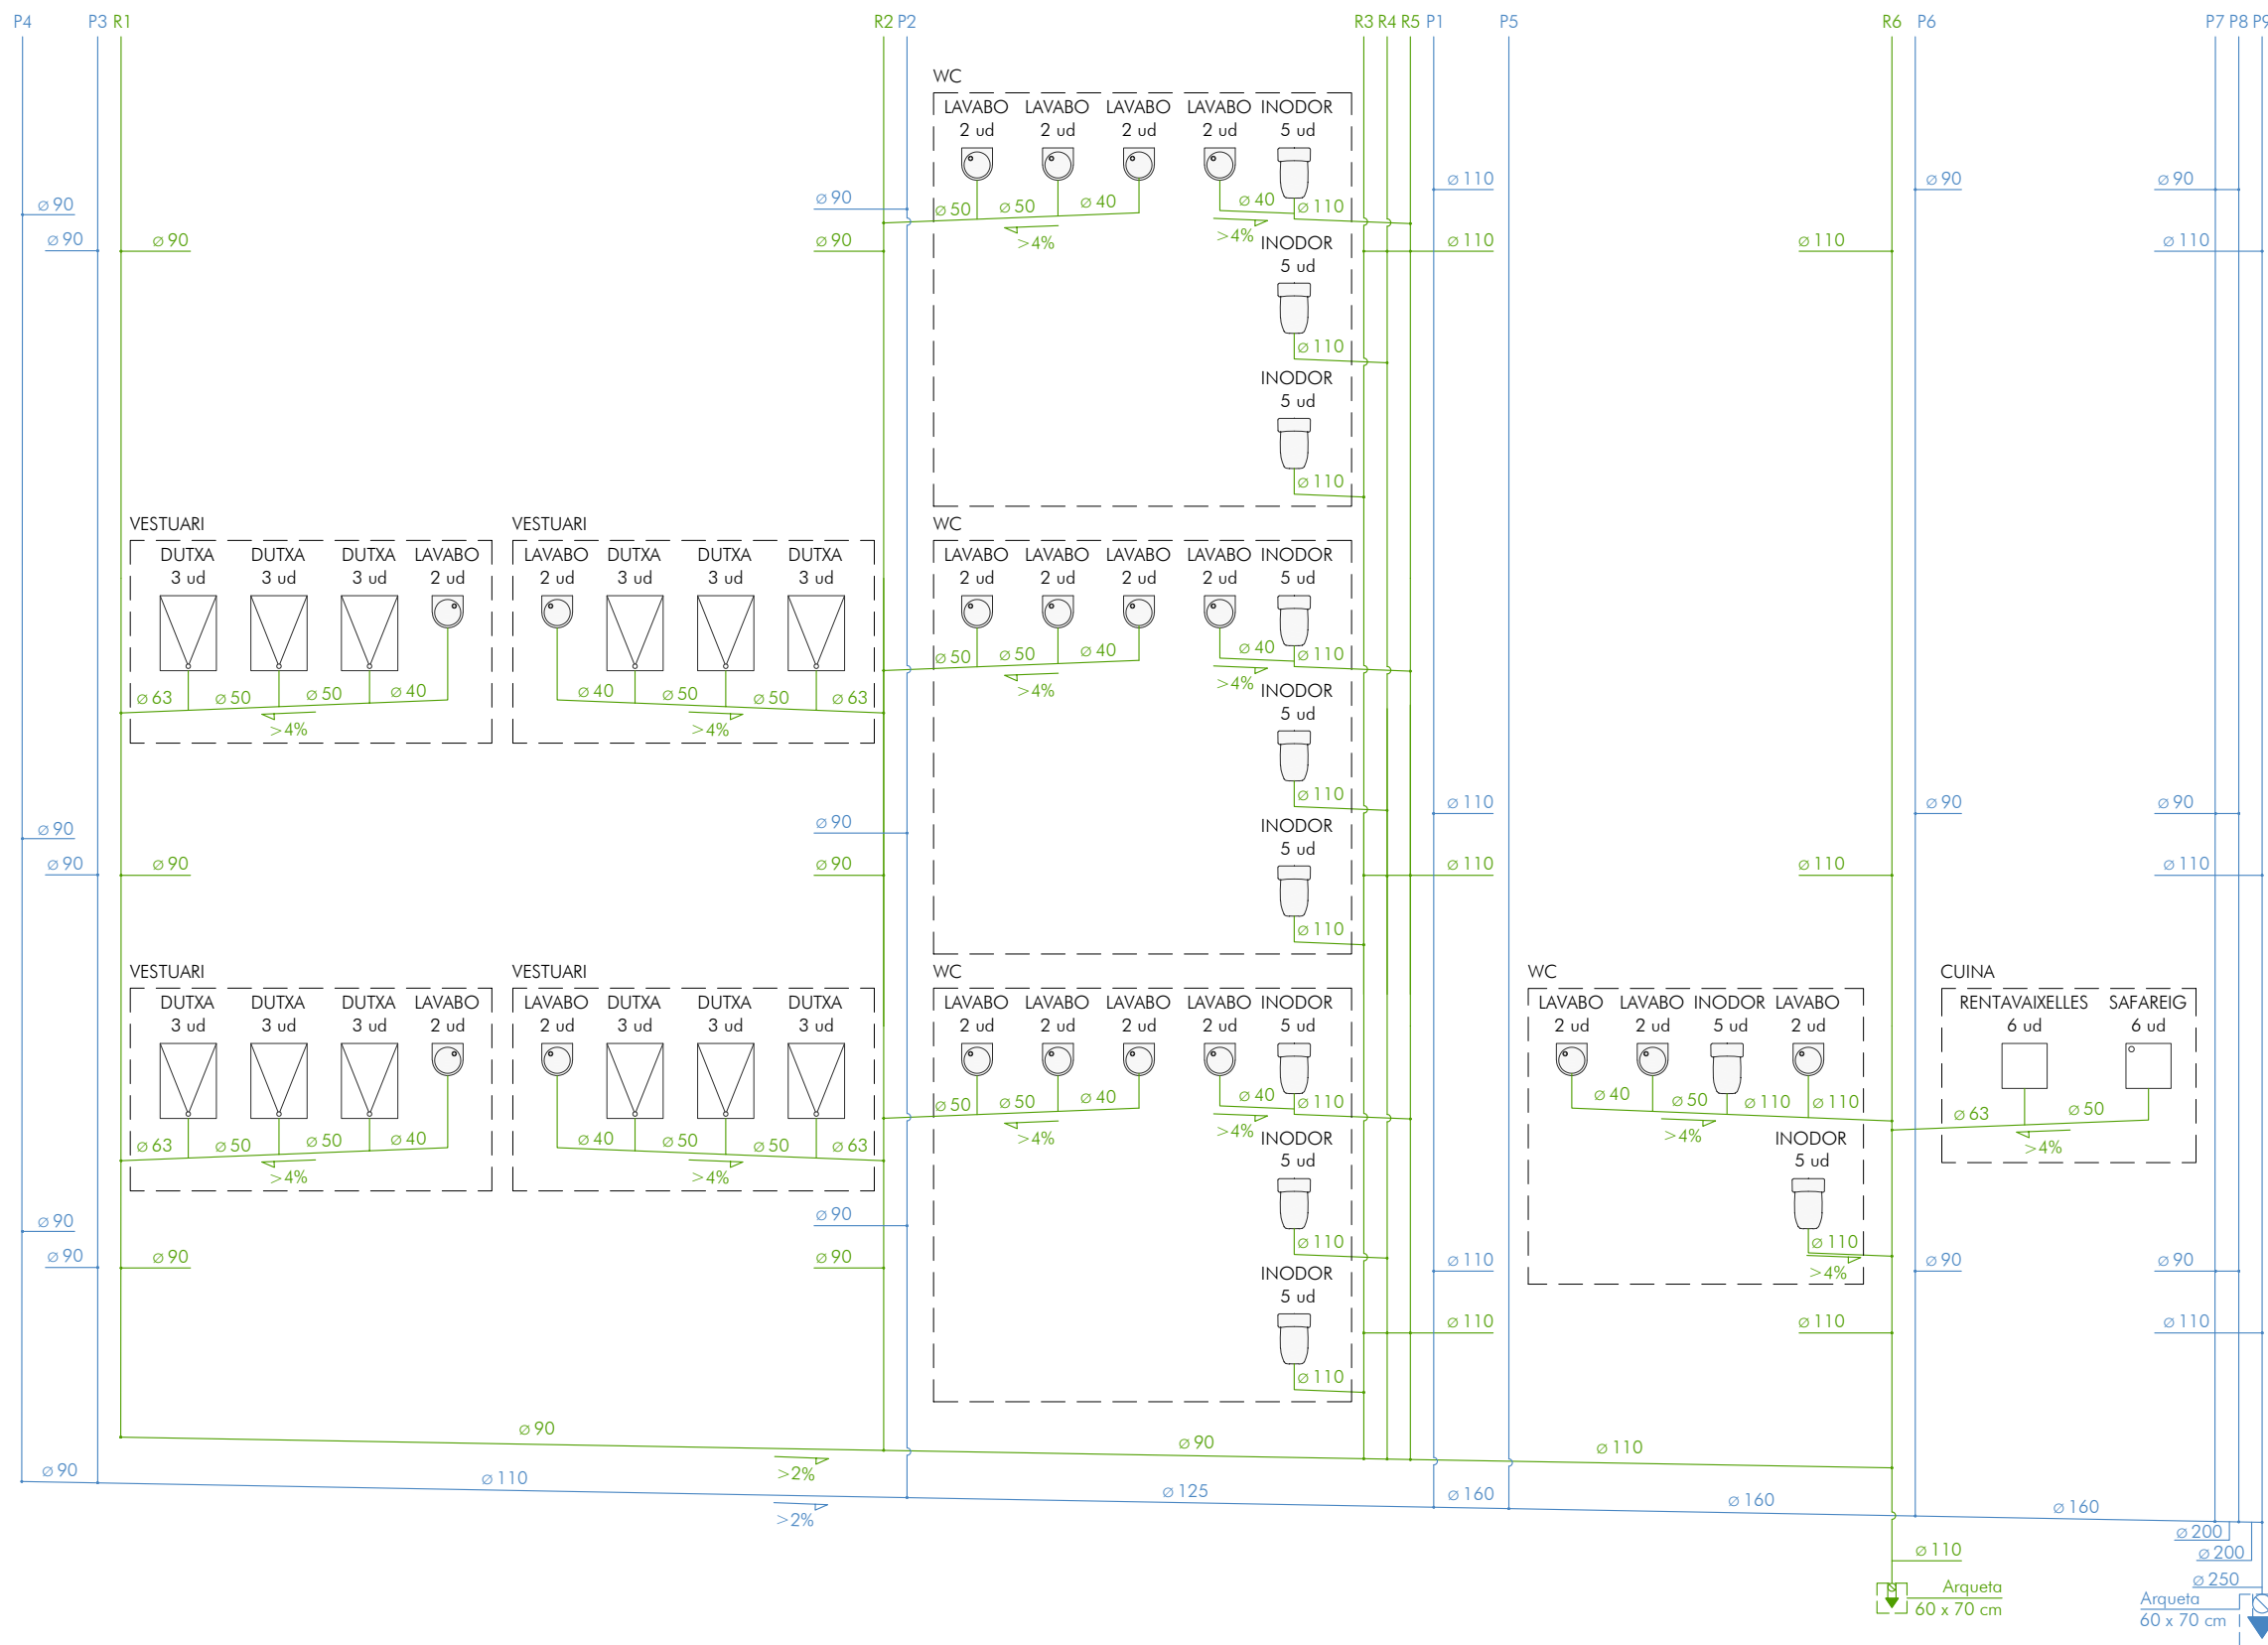 P4 P3 R1 R2 P2 R3 R4 R5 P1 P5 R6 P6 P7 P8 P9
WC
LAVABO LAVABO LAVABO LAVABO INODOR
2 ud 2 ud 2 ud 2 ud 5 ud
⌀ 110 ⌀ 90 ⌀ 90
⌀ 90 ⌀ 90 ⌀ 50 ⌀ 50 ⌀ 40 ⌀ 40 ⌀ 110
⌀ 90 ⌀ 90 ⌀ 90 >4% >4% INODOR ⌀ 110 ⌀ 110 ⌀ 110
5 ud
⌀ 110
INODOR
5 ud
⌀ 110
VESTUARI VESTUARI WC
DUTXA DUTXA DUTXA LAVABO LAVABO DUTXA DUTXA DUTXA LAVABO LAVABO LAVABO LAVABO INODOR
3 ud 3 ud 3 ud 2 ud 2 ud 3 ud 3 ud 3 ud 2 ud 2 ud 2 ud 2 ud 5 ud
⌀ 50 ⌀ 50 ⌀ 40 ⌀ 40 ⌀ 110
⌀ 63 ⌀ 50 ⌀ 50 ⌀ 40 ⌀ 40 ⌀ 50 ⌀ 50 ⌀ 63 >4% >4% INODOR
>4% >4% 5 ud
⌀ 110 ⌀ 110 ⌀ 90 ⌀ 90
⌀ 90 ⌀ 90 INODOR
5 ud
⌀ 90 ⌀ 90 ⌀ 90 ⌀ 110 ⌀ 110 ⌀ 110
⌀ 110
VESTUARI VESTUARI WC WC CUINA
DUTXA DUTXA DUTXA LAVABO LAVABO DUTXA DUTXA DUTXA LAVABO LAVABO LAVABO LAVABO INODOR LAVABO LAVABO INODOR LAVABO RENTAVAIXELLES SAFAREIG
3 ud 3 ud 3 ud 2 ud 2 ud 3 ud 3 ud 3 ud 2 ud 2 ud 2 ud 2 ud 5 ud 2 ud 2 ud 5 ud 2 ud 6 ud 6 ud
⌀ 50 ⌀ 50 ⌀ 40 ⌀ 40 ⌀ 110 ⌀ 40 ⌀ 50 ⌀ 110 ⌀ 110 ⌀ 63 ⌀ 50
⌀ 63 ⌀ 50 ⌀ 50 ⌀ 40 ⌀ 40 ⌀ 50 ⌀ 50 ⌀ 63 >4% >4% INODOR >4% INODOR >4%
>4% >4% 5 ud 5 ud
⌀ 90 ⌀ 90 ⌀ 110 ⌀ 110
⌀ 90 ⌀ 90 ⌀ 90 INODOR ⌀ 110 >4% ⌀ 90 ⌀ 90
5 ud
⌀ 110 ⌀ 110 ⌀ 110
⌀ 110
⌀ 90 ⌀ 90 ⌀ 110
>2%
⌀ 90 ⌀ 110 ⌀ 125 ⌀ 160 ⌀ 160 ⌀ 160
>2%
⌀ 200
⌀ 110 ⌀ 200
⌀ 250
Arqueta
60 x 70 cm
Arqueta
60 x 70 cm